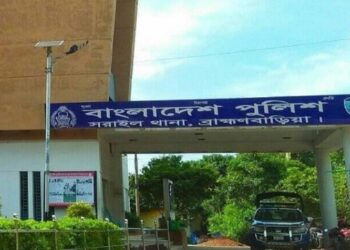 বাংলাদেশ পুলিশ
সরাইল থানা, ব্রাহ্মণবাড়িয়া ।